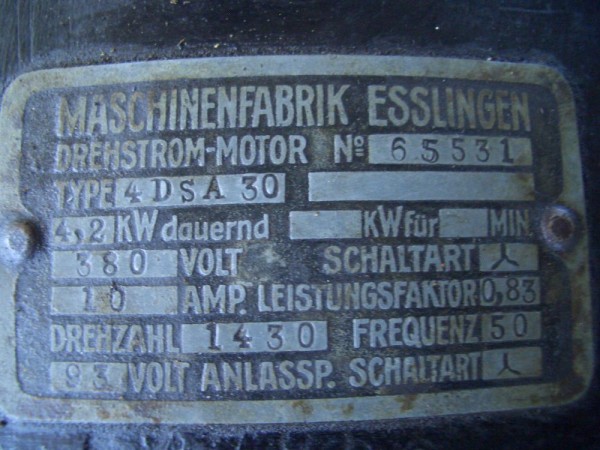 MASCHINENFABRIK ESSLINGEN
DREHSTROM-MOTOR Nº 65531
TYPE 4DSA 30
4,2 KW dauernd KW für MIN
380 VOLT SCHALTART ⅄
10 AMP. LEISTUNGSFAKTOR 0,83
DREHZAHL 1430 FREQUENZ 50
93 VOLT ANLASSP. SCHALTART ⅄